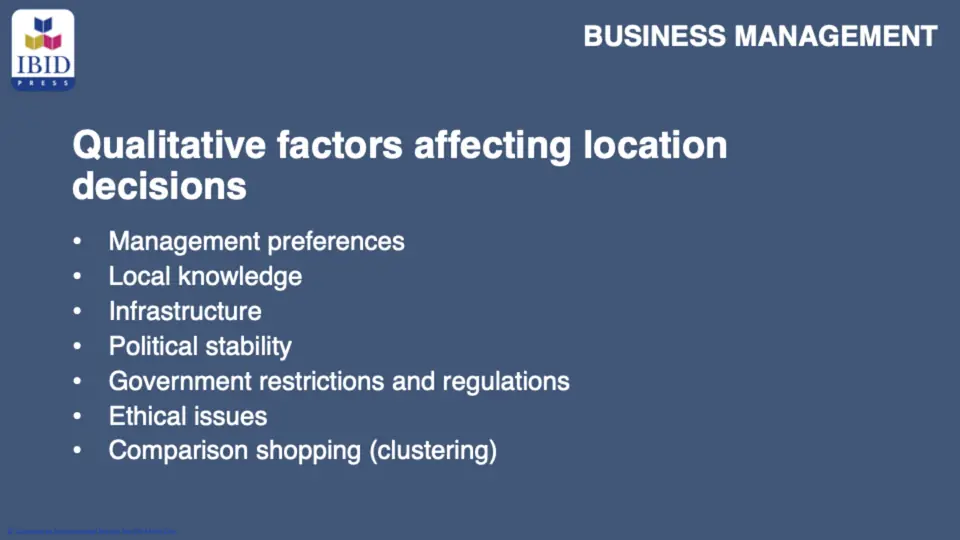 IBID
PRESS
BUSINESS MANAGEMENT
Qualitative factors affecting location
decisions
• Management preferences
• Local knowledge
• Infrastructure
• Political stability
• Government restrictions and regulations
• Ethical issues
• Comparison shopping (clustering)